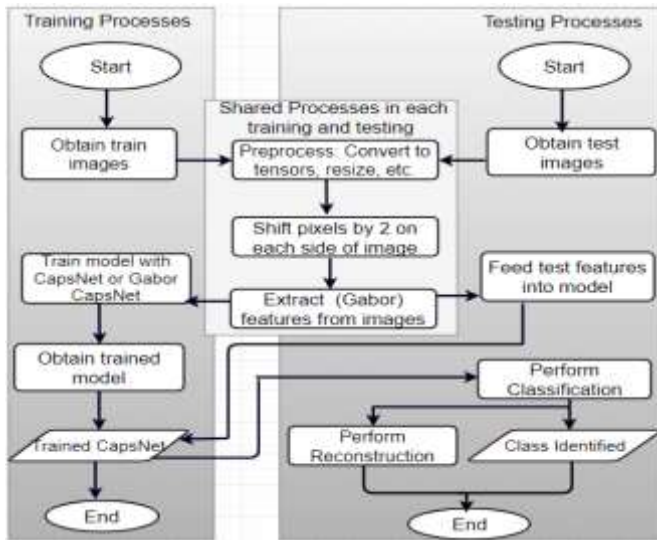 Training Processes
Testing Processes
Start
Start
Shared Processes in each
training and testing
Obtain train
images
Preprocess: Convert to
tensors, resize, etc
Obtain test
images
Shift pixels by 2 on
each side of image
Train model with
CapsNet or Gabor
CapsNet
Extract (Gabor)
features from images
Feed test features
into model
Obtain trained
model
Perform
Classification
Trained CapsNet
Perform
Reconstruction
Class Identified
End
End